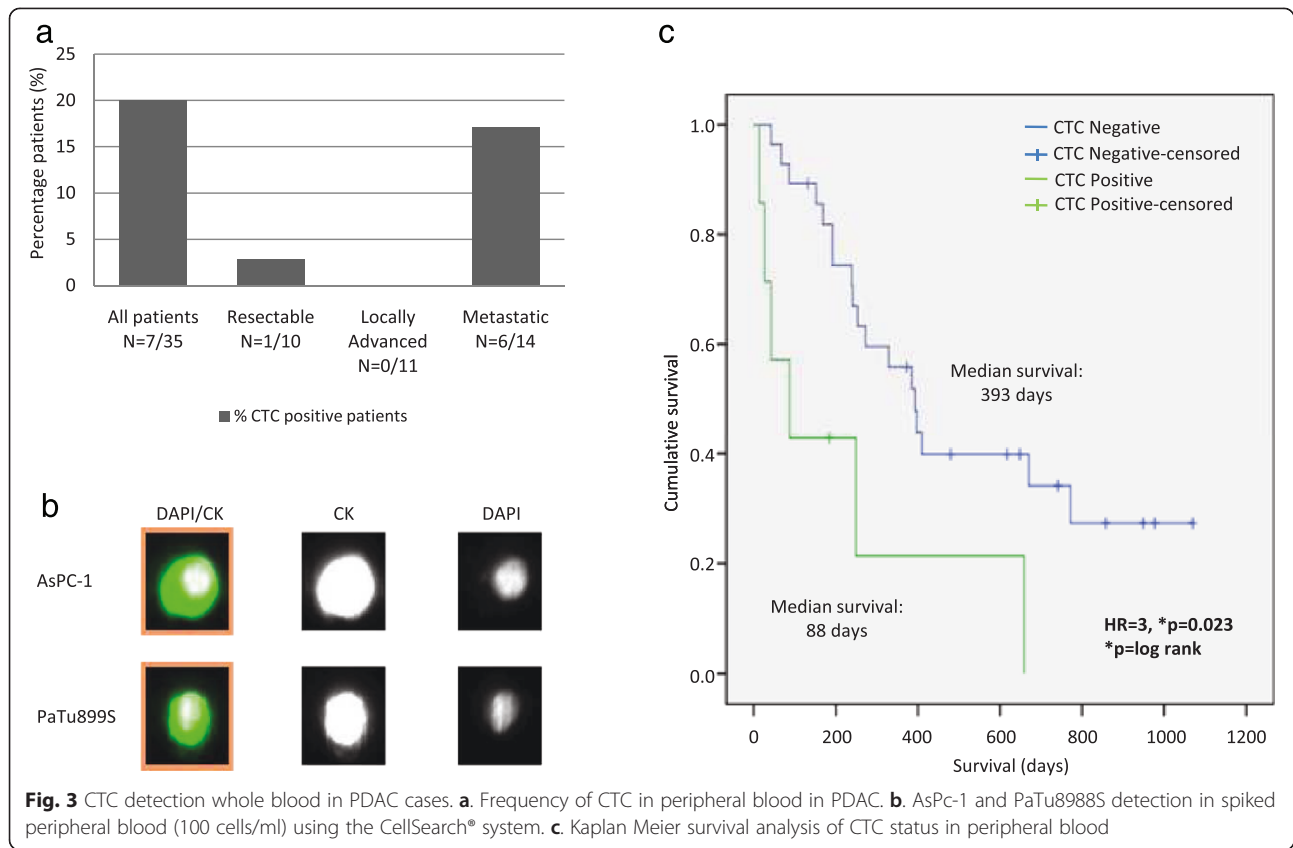 a
25
20
15
10
5
0
Percentage patients (%)
All patients
N=7/35
Resectable
N=1/10
Locally
Advanced
N=0/11
Metastatic
N=6/14
% CTC positive patients
b
DAPI/CK
CK
DAPI
AsPC-1
PaTu899S
c
1.0
0.8
0.6
0.4
0.2
0.0
Cumulative survival
CTC Negative
CTC Negative-censored
CTC Positive
CTC Positive-censored
Median survival:
393 days
Median survival:
88 days
HR=3, *p=0.023
*p=log rank
0 200 400 600 800 1000 1200
Survival (days)
Fig. 3 CTC detection whole blood in PDAC cases. a. Frequency of CTC in peripheral blood in PDAC. b. AsPc-1 and PaTu8988S detection in spiked
peripheral blood (100 cells/ml) using the CellSearch® system. c. Kaplan Meier survival analysis of CTC status in peripheral blood